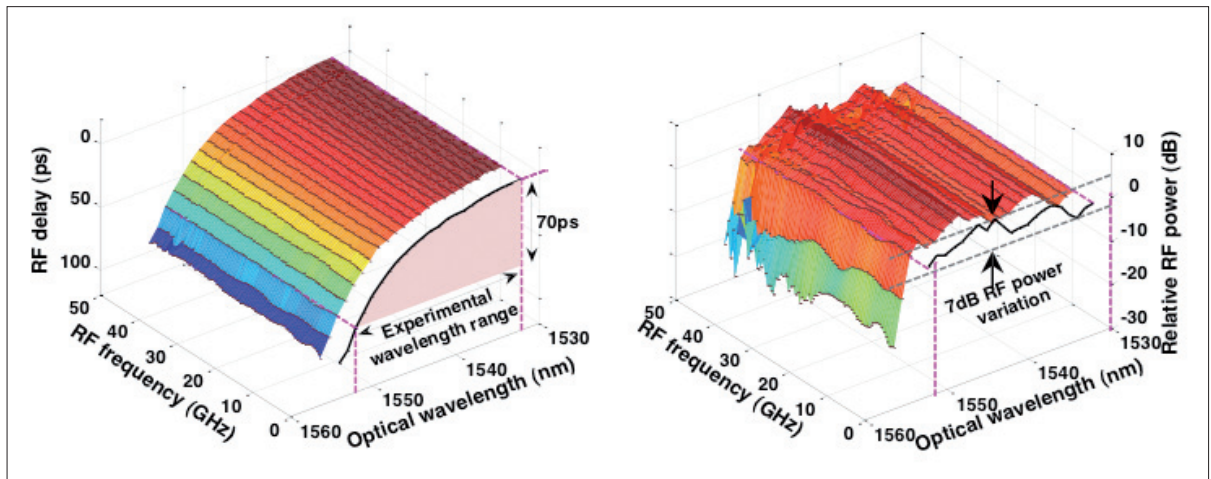 RF delay (ps)
0
50
100
50
40
30
20
10
0
RF frequency (GHz)
1560
1550
1540
1530
Optical wavelength (nm)
70ps
Experimental
wavelength range
10
0
-10
-20
-30
Relative RF power (dB)
50
40
30
20
10
0
RF frequency (GHz)
1560
1550
1540
1530
Optical wavelength (nm)
7dB RF power
variation